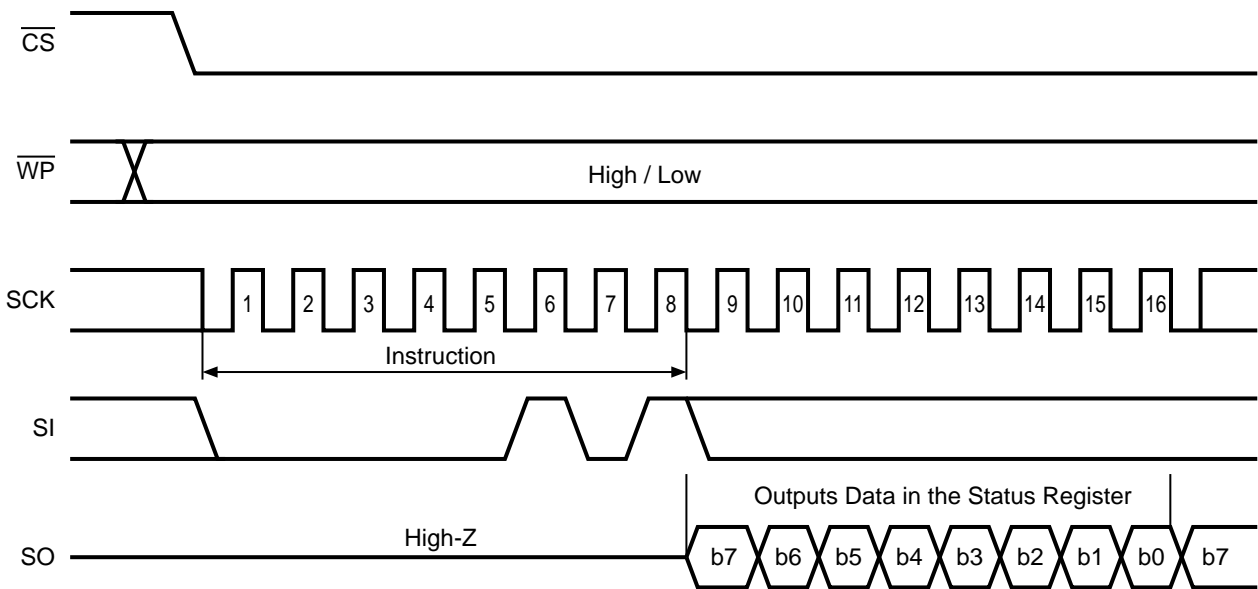 CS
WP
High / Low
SCK
1 2 3 4 5 6 7 8 9 10 11 12 13 14 15 16
Instruction
SI
Outputs Data in the Status Register
High-Z
SO
b7 b6 b5 b4 b3 b2 b1 b0 b7